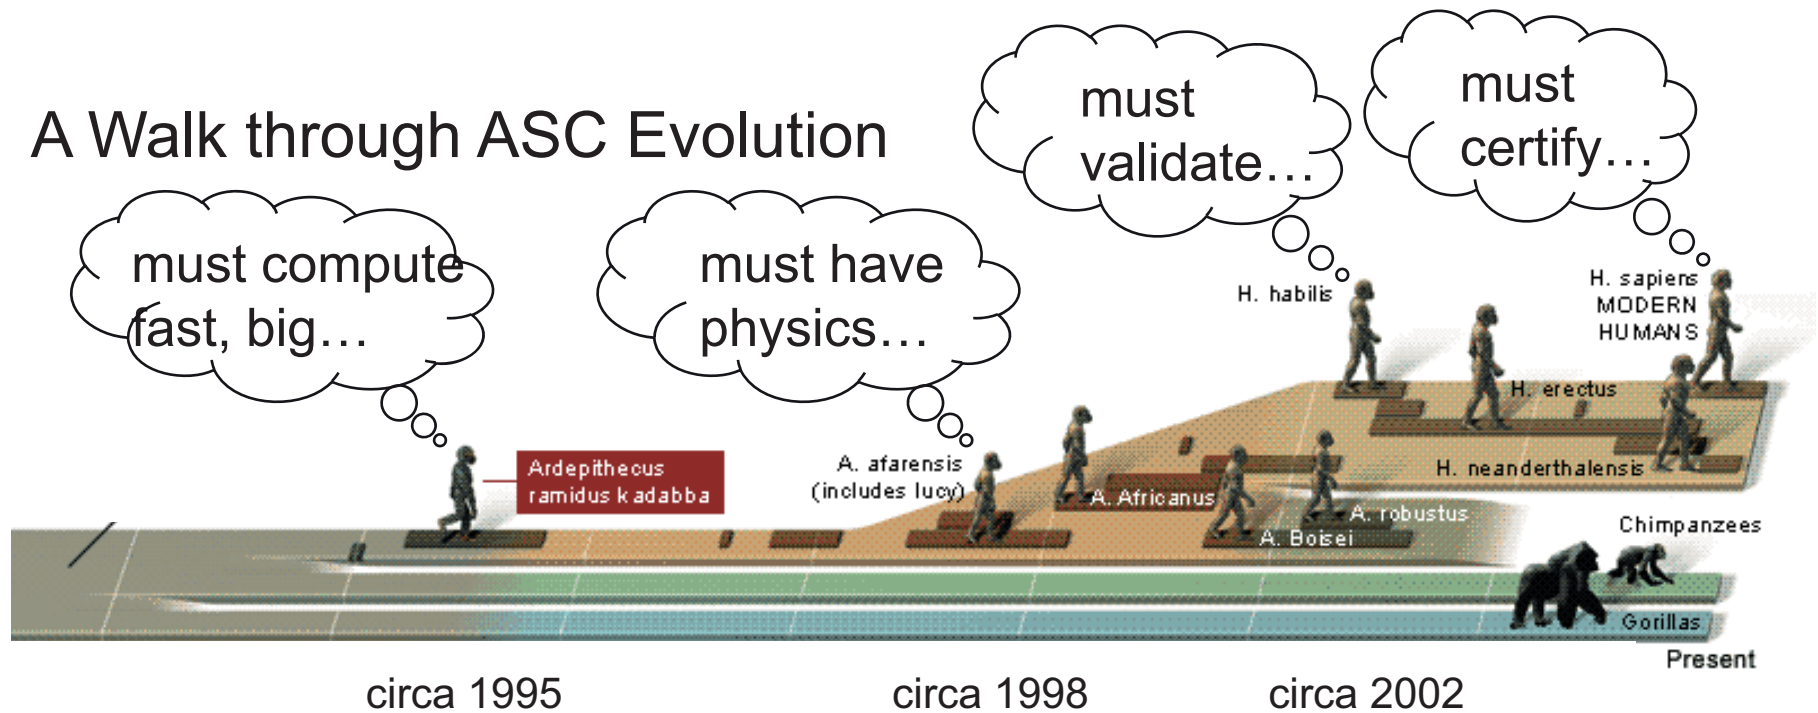 A Walk through ASC Evolution
must compute
fast, big…
must have
physics…
must
validate…
must
certify…
Ardepithecus
ramidus kadabba
A. afarensis
(includes lucy)
A. Africanus
A. Boisei
A. robustus
H. habilis
H. erectus
H. sapiens
MODERN
HUMANS
H. neanderthalensis
Chimpanzees
Gorillas
Present
circa 1995
circa 1998
circa 2002